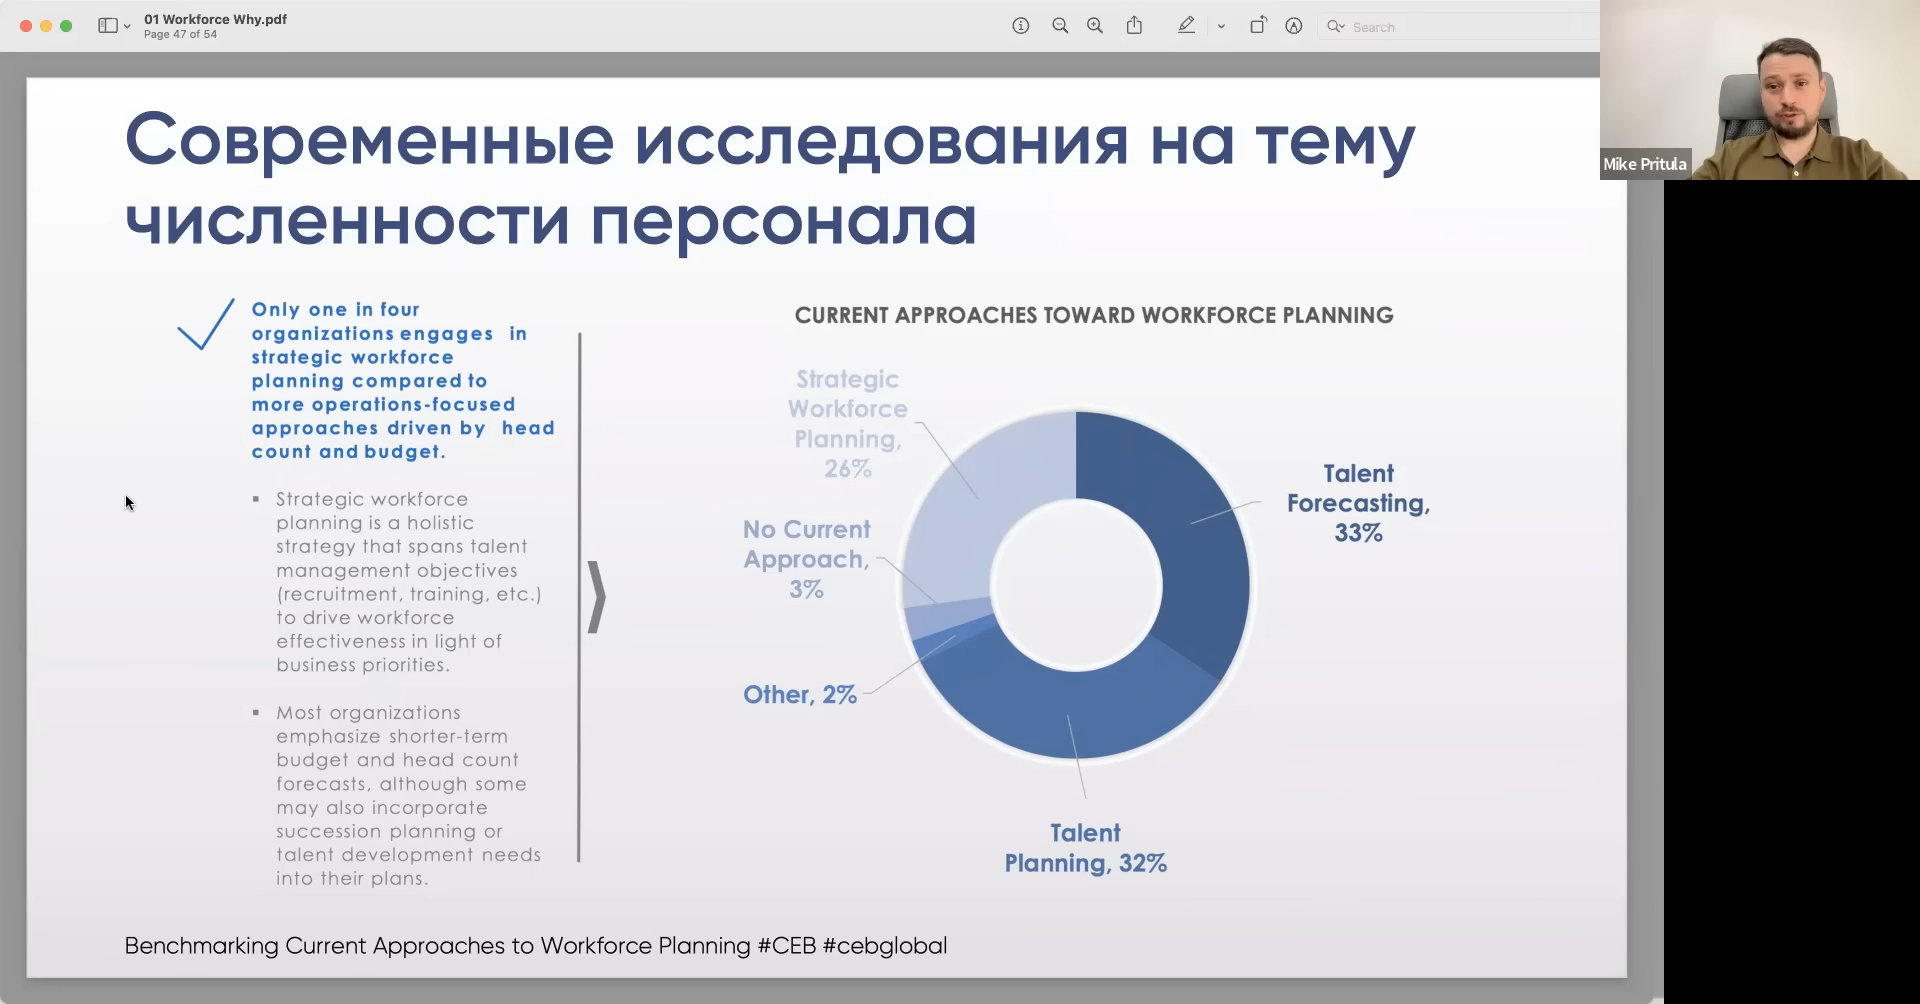 01 Workforce Why.pdf
Page 47 of 54
Search
Mike Pritula
Современные исследования на тему
численности персонала
Only one in four
organizations engages in
strategic workforce
planning compared to
more operations-focused
approaches driven by head
count and budget.
▪ Strategic workforce
planning is a holistic
strategy that spans talent
management objectives
(recruitment, training, etc.)
to drive workforce
effectiveness in light of
business priorities.
▪ Most organizations
emphasize shorter-term
budget and head count
forecasts, although some
may also incorporate
succession planning or
talent development needs
into their plans.
CURRENT APPROACHES TOWARD WORKFORCE PLANNING
Strategic
Workforce
Planning,
26%
No Current
Approach,
3%
Other, 2%
Talent
Forecasting,
33%
Talent
Planning, 32%
Benchmarking Current Approaches to Workforce Planning #CEB #cebglobal